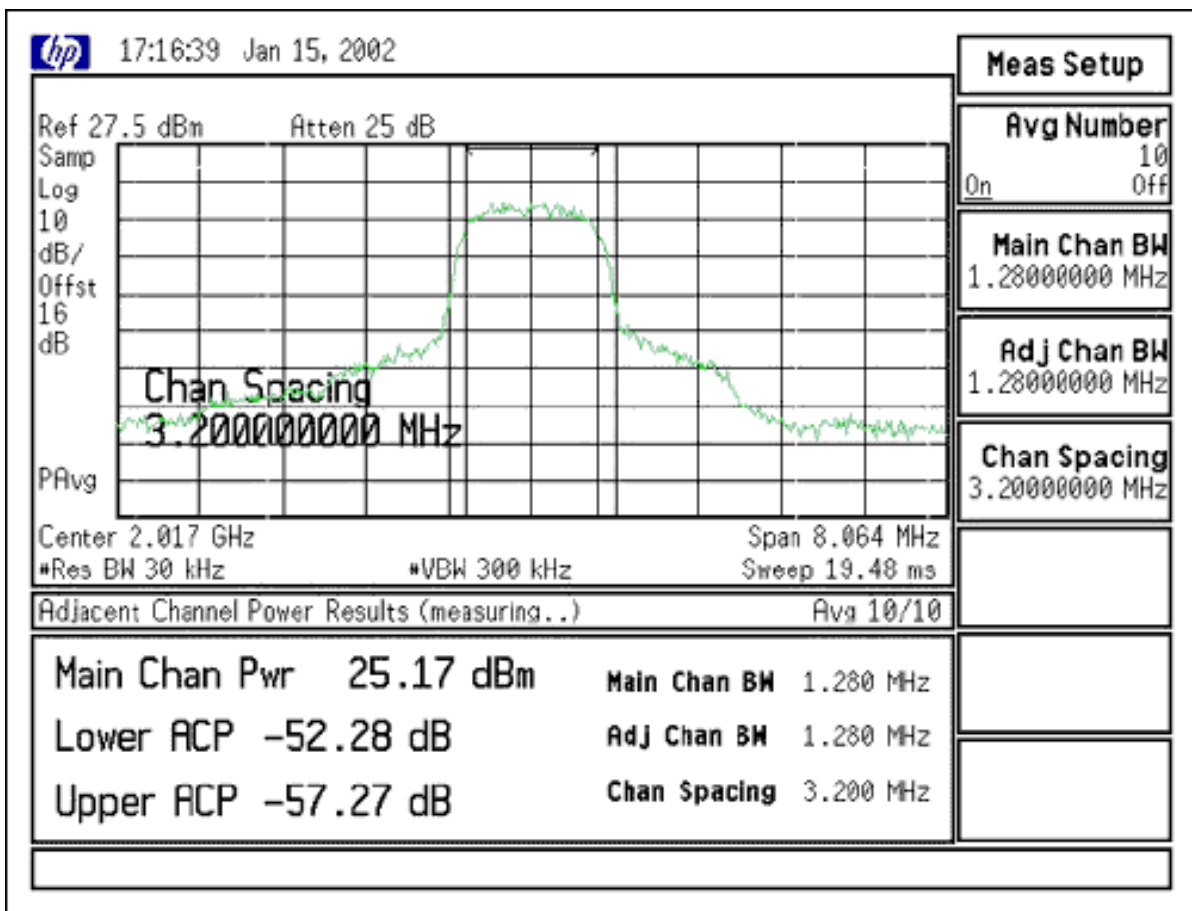 hp 17:16:39 Jan 15, 2002
Meas Setup
Ref 27.5 dBm Atten 25 dB
Samp
Log
10
dB/
Offst
16
dB
PAvg
Chan Spacing
3.200000000 MHz
Center 2.017 GHz Span 8.064 MHz
#Res BW 30 kHz #VBW 300 kHz Sweep 19.48 ms
Adjacent Channel Power Results (measuring..) Avg 10/10
Main Chan Pwr 25.17 dBm
Lower ACP -52.28 dB
Upper ACP -57.27 dB
Main Chan BW 1.280 MHz
Adj Chan BW 1.280 MHz
Chan Spacing 3.200 MHz
Avg Number
10
On Off
Main Chan BW
1.28000000 MHz
Adj Chan BW
1.28000000 MHz
Chan Spacing
3.20000000 MHz